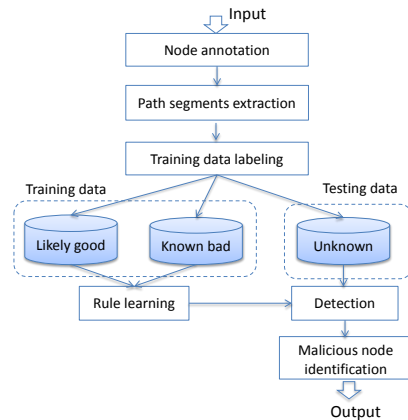 Input
Node annotation
Path segments extraction
Training data labeling
Training data
Testing data
Likely good
Known bad
Unknown
Rule learning
Detection
Malicious node
identification
Output